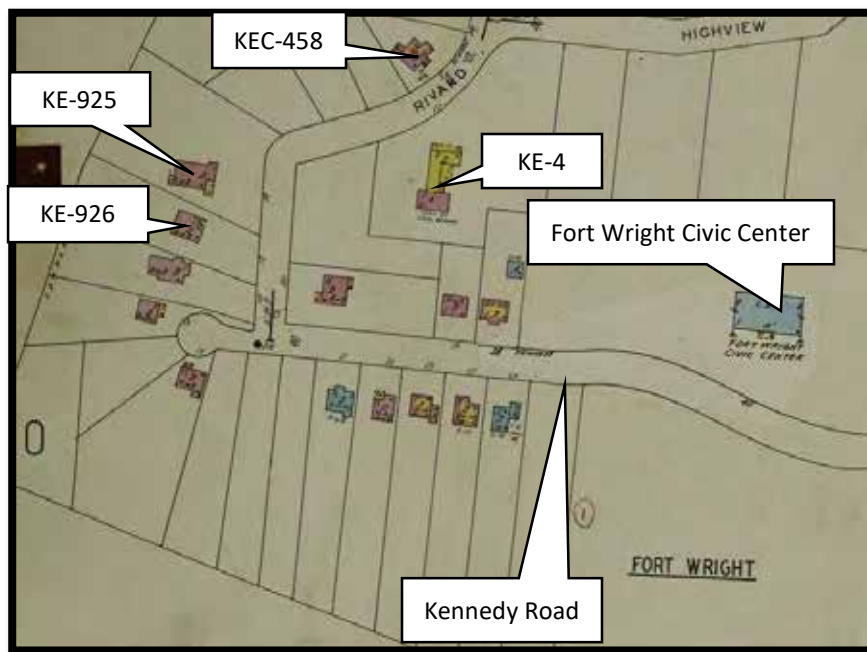 KEC-458
HIGHVIEW
RIVARD
KE-925
KE-4
KE-926
Fort Wright Civic Center
FORT WRIGHT
CIVIC CENTER
FORT WRIGHT
Kennedy Road
1